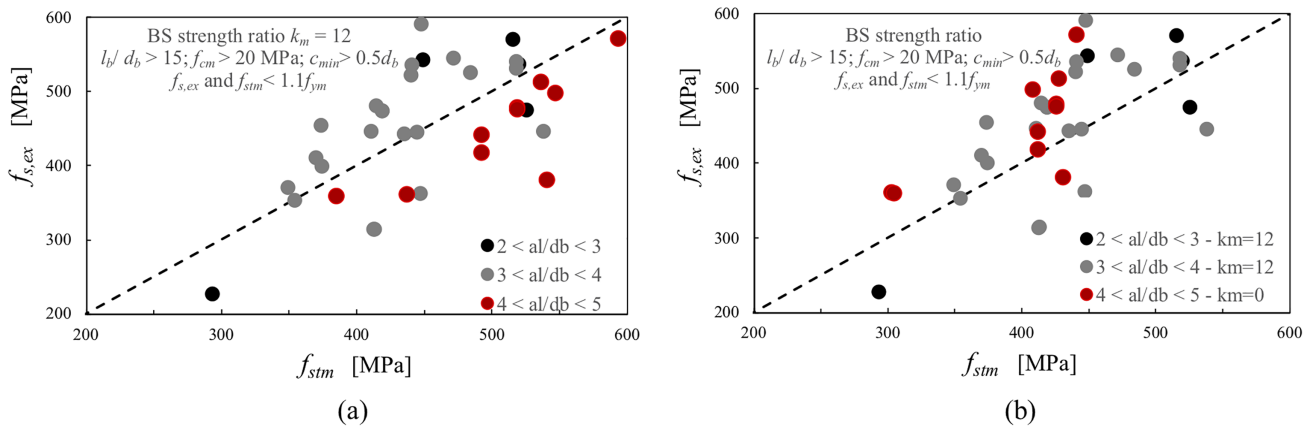 BS strength ratio km = 12
lb/ db > 15; fcm > 20 MPa; cmin> 0.5db
fs,ex and fstm< 1.1fym
fs,ex [MPa]
600
500
400
300
200
2 < al/db < 3
3 < al/db < 4
4 < al/db < 5
200 300 400 500 600
fstm [MPa]
(a)
BS strength ratio
lb/ db > 15; fcm > 20 MPa; cmin> 0.5db
fs,ex and fstm< 1.1fym
fs,ex [MPa]
600
500
400
300
200
2 < al/db < 3 - km=12
3 < al/db < 4 - km=12
4 < al/db < 5 - km=0
200 300 400 500 600
fstm [MPa]
(b)